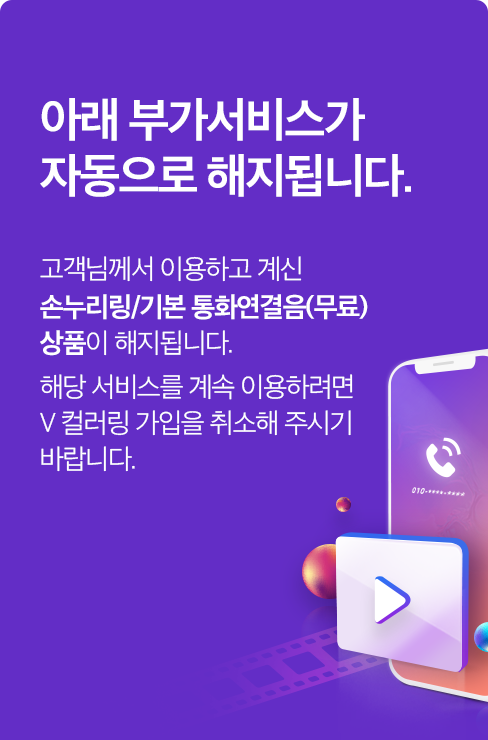 아래 부가서비스가
자동으로 해지됩니다.
고객님께서 이용하고 계신
손누리링/기본 통화연결음(무료)
상품이 해지됩니다.
해당 서비스를 계속 이용하려면
V 컬러링 가입을 취소해 주시기
바랍니다.
010-****-****